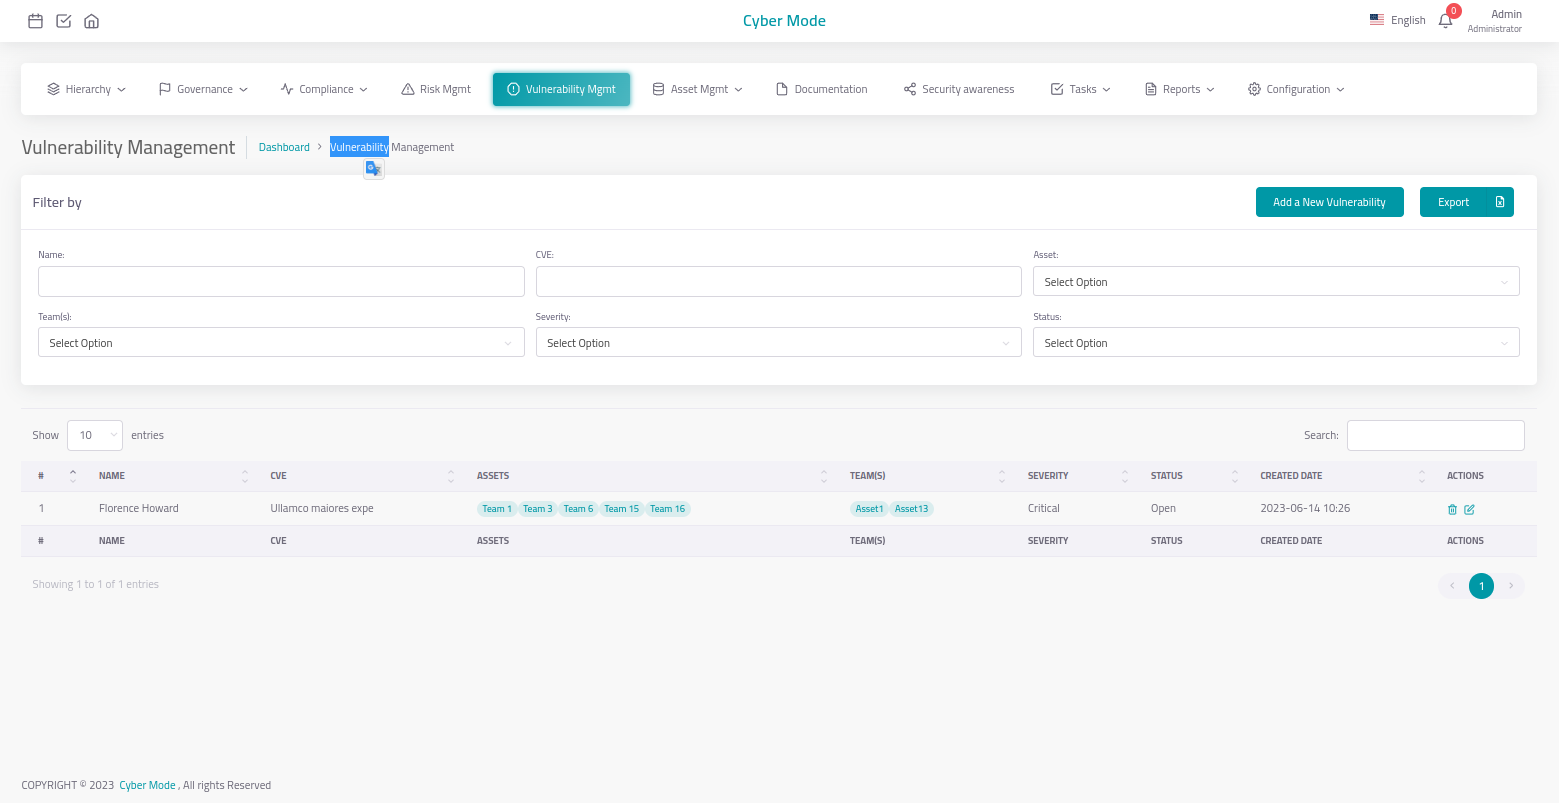 Cyber Mode
English
0
Admin
Administrator
Hierarchy Governance Compliance Risk Mgmt Vulnerability Mgmt Asset Mgmt Documentation Security awareness Tasks Reports Configuration
Vulnerability Management Dashboard > Vulnerability Management
Filter by
Add a New Vulnerability
Export
Name: CVE: Asset:
Select Option
Team(s): Severity: Status:
Select Option Select Option Select Option
Show 10 entries Search:
# NAME CVE ASSETS TEAM(S) SEVERITY STATUS CREATED DATE ACTIONS
1 Florence Howard Ullamco maiores expe Team 1 Team 3 Team 6 Team 15 Team 16 Asset1 Asset13 Critical Open 2023-06-14 10:26
# NAME CVE ASSETS TEAM(S) SEVERITY STATUS CREATED DATE ACTIONS
Showing 1 to 1 of 1 entries
1
COPYRIGHT © 2023 Cyber Mode , All rights Reserved